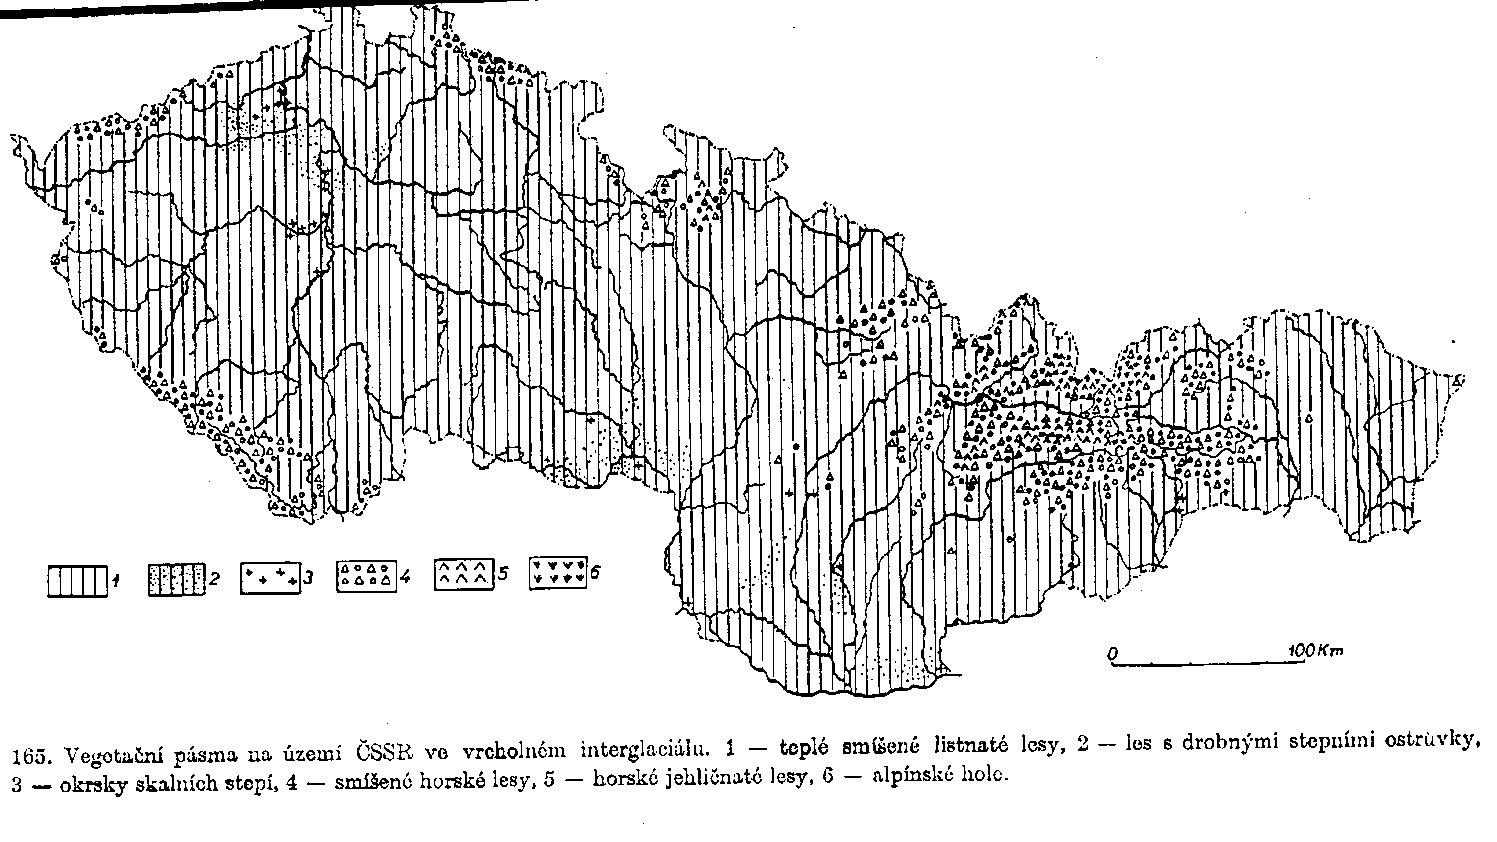 1 2 3 4 5 6
0 100 Km
165. Vegetační pásma na území ČSSR ve vrcholném interglaciálu. 1 — teplé smíšené listnaté lesy, 2 — les s drobnými stepními ostrůvky,
3 — okrsky skalních stepí, 4 — smíšené horské lesy, 5 — horské jehličnaté lesy, 6 — alpínské hole.